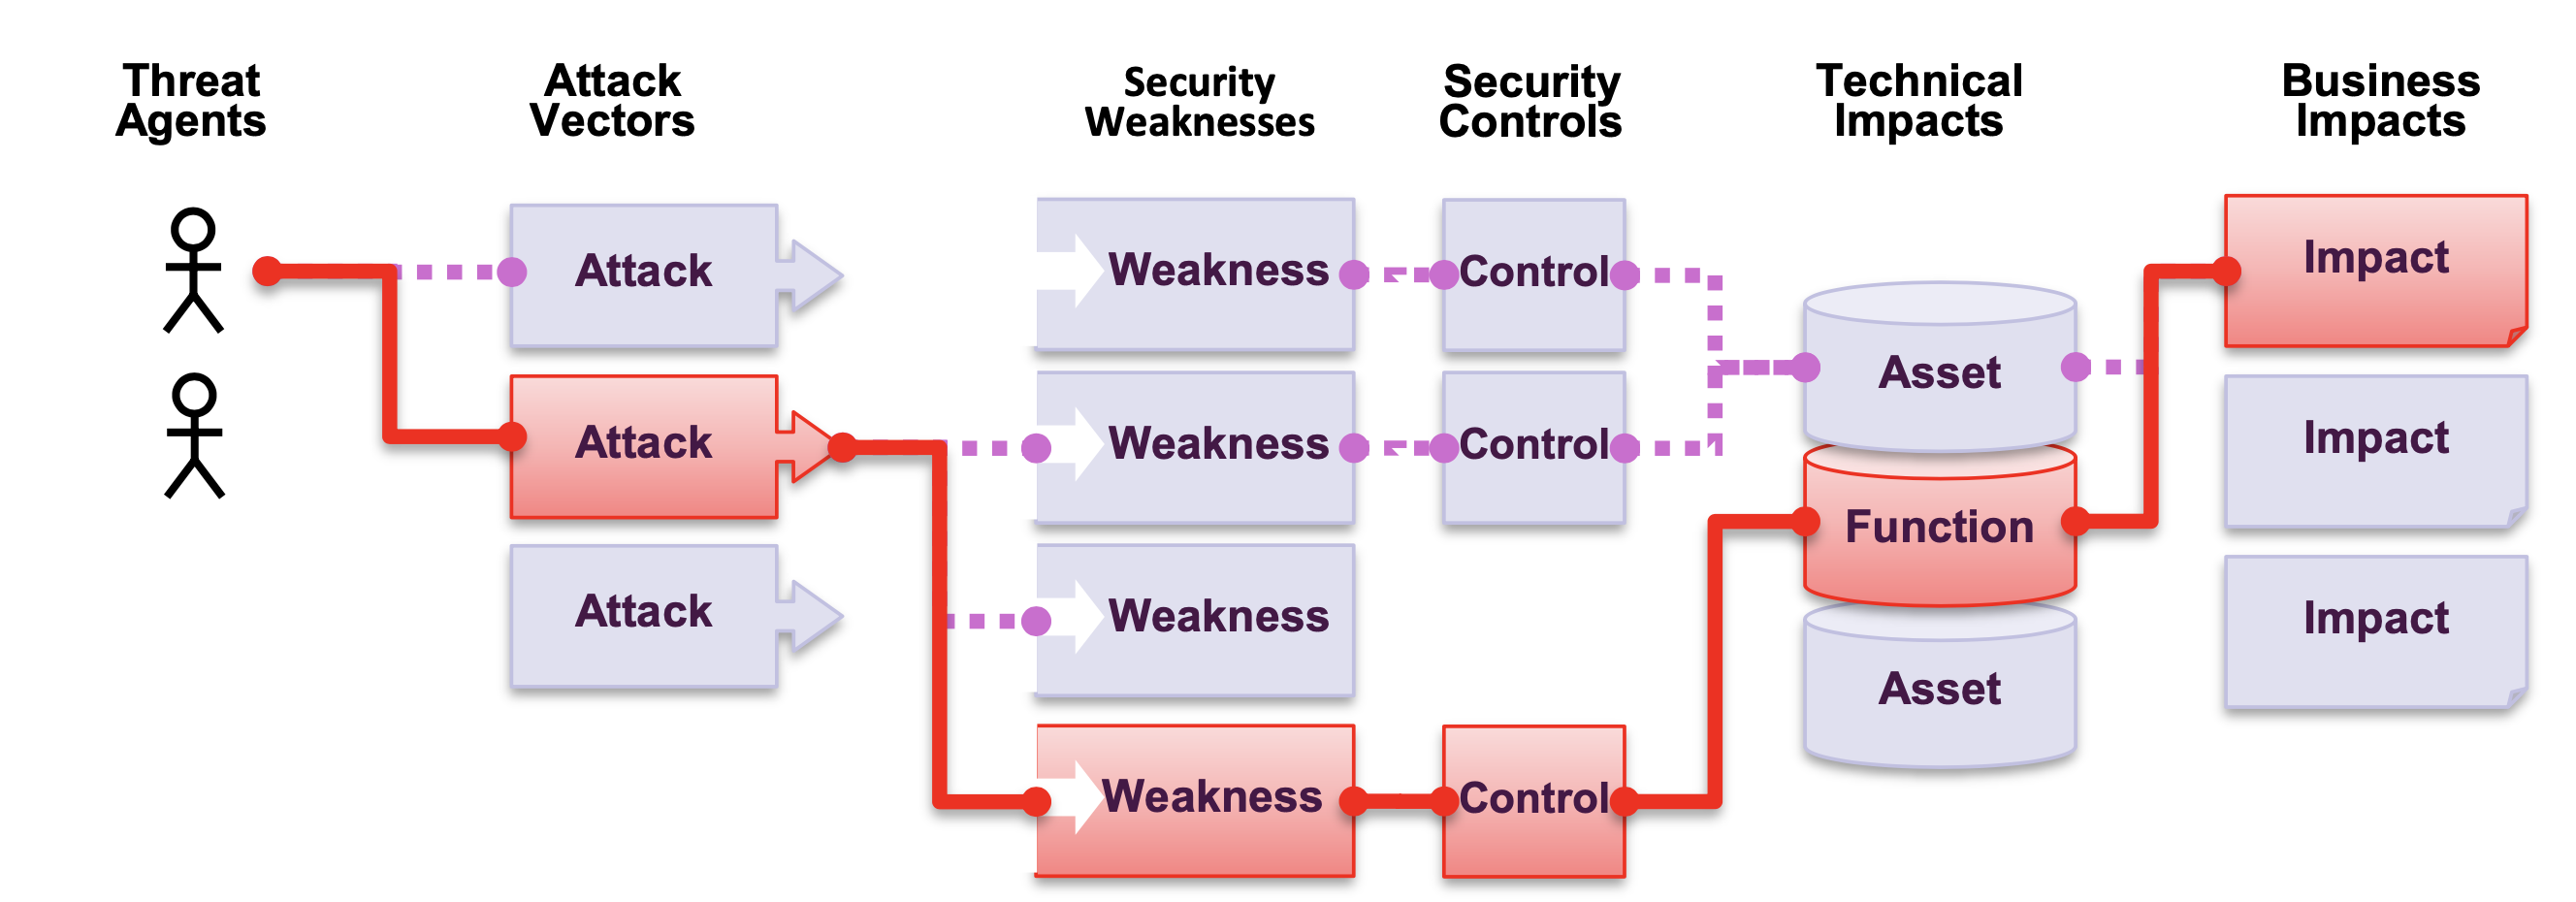 Threat
Agents
Attack
Vectors
Security
Weaknesses
Security
Controls
Technical
Impacts
Business
Impacts
Attack
Attack
Attack
Weakness
Weakness
Weakness
Weakness
Control
Control
Control
Asset
Function
Asset
Impact
Impact
Impact